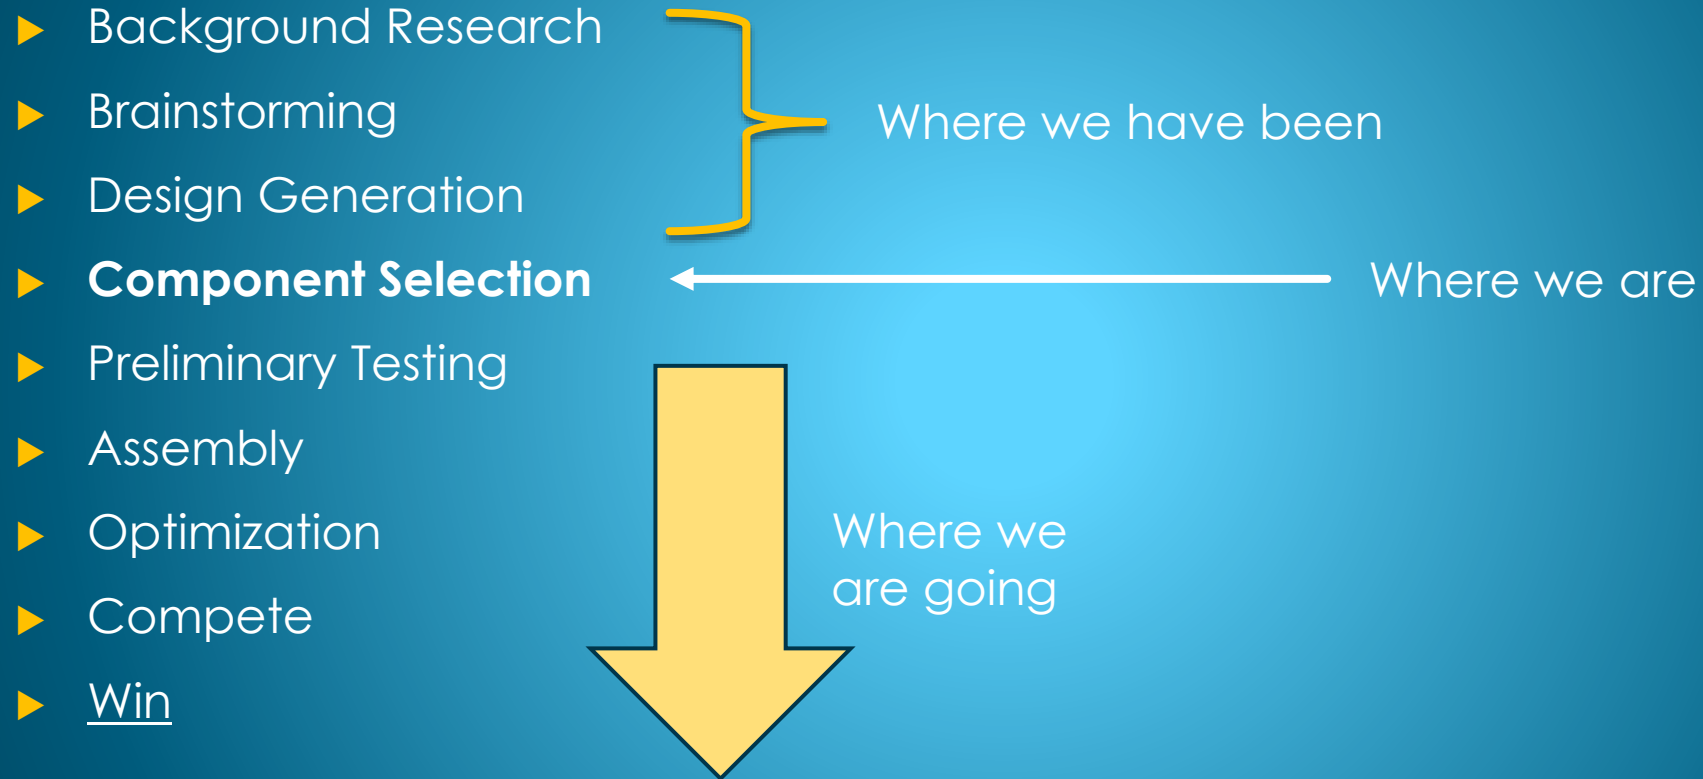 Background Research
Brainstorming
Where we have been
Design Generation
Component Selection
Where we are
Preliminary Testing
Assembly
Optimization
Where we
are going
Compete
Win